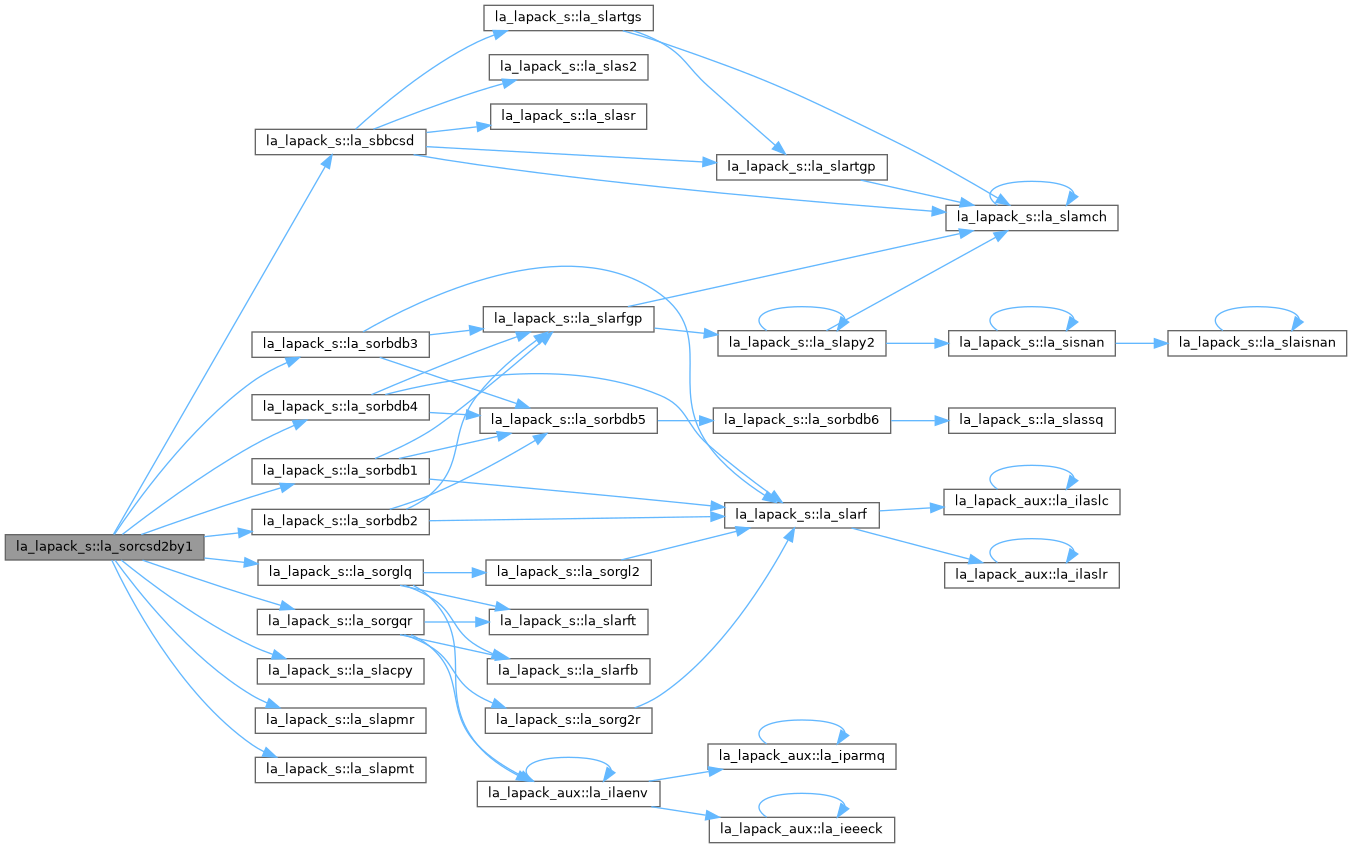 la_lapack_s::la_slartgs
la_lapack_s::la_slas2
la_lapack_s::la_slasr
la_lapack_s::la_sbbcsd
la_lapack_s::la_slartgp
la_lapack_s::la_slamch
la_lapack_s::la_slarfgp
la_lapack_s::la_sorbdb3
la_lapack_s::la_slapy2
la_lapack_s::la_sisnan
la_lapack_s::la_slaisnan
la_lapack_s::la_sorbdb4
la_lapack_s::la_sorbdb5
la_lapack_s::la_sorbdb6
la_lapack_s::la_slassq
la_lapack_s::la_sorbdb1
la_lapack_aux::la_ilaslc
la_lapack_s::la_sorbdb2
la_lapack_s::la_slarf
la_lapack_s::la_sorcsd2by1
la_lapack_s::la_sorglq
la_lapack_s::la_sorgl2
la_lapack_aux::la_ilaslr
la_lapack_s::la_sorgqr
la_lapack_s::la_slarft
la_lapack_s::la_slacpy
la_lapack_s::la_slarfb
la_lapack_s::la_slapmr
la_lapack_s::la_sorg2r
la_lapack_aux::la_iparmq
la_lapack_s::la_slapmt
la_lapack_aux::la_ilaenv
la_lapack_aux::la_ieeeck